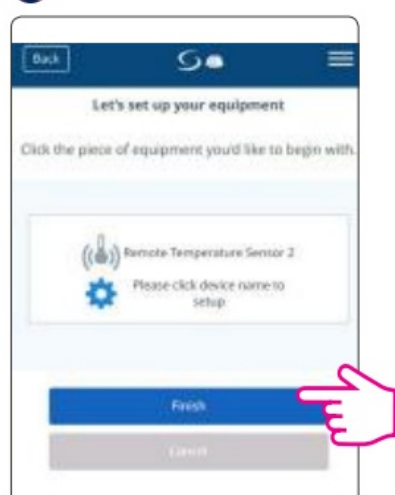 Back
Let's set up your equipment
Click the piece of equipment you'd like to begin with.
Remote Temperature Sensor 2
Please click device name to
setup
Finish
Cancel